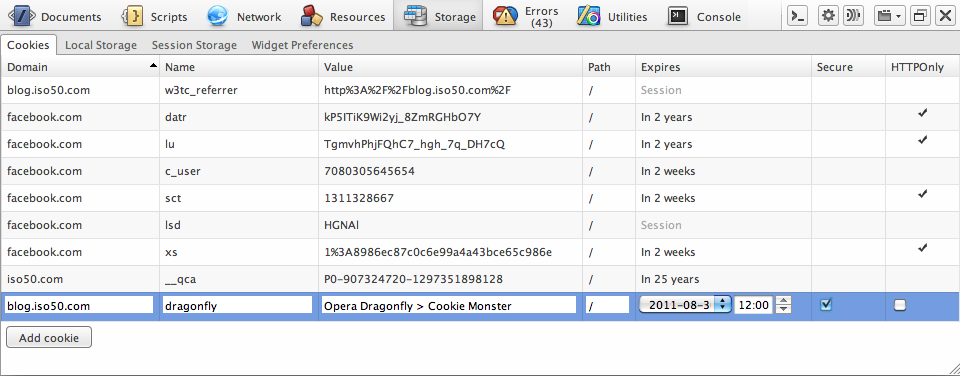 Documents Scripts Network Resources Storage Errors (43) Utilities Console
Cookies Local Storage Session Storage Widget Preferences
Domain Name Value Path Expires Secure HTTPOnly
blog.iso50.com w3tc_referrer http%3A%2F%2Fblog.iso50.com%2F / Session
facebook.com datr kP5ITiK9Wi2yj_8ZmRGHbO7Y / In 2 years
facebook.com lu TgmvhPhjFQhC7_hgh_7q_DH7cQ / In 2 years
facebook.com c_user 7080305645654 / In 2 weeks
facebook.com sct 1311328667 / In 2 weeks
facebook.com lsd HGNAl / Session
facebook.com xs 1%3A8986ec87c0c6e99a4a43bce65c986e / In 2 weeks
iso50.com __qca P0-907324720-1297351898128 / In 25 years
blog.iso50.com dragonfly Opera Dragonfly > Cookie Monster / 2011-08-3 12:00
Add cookie